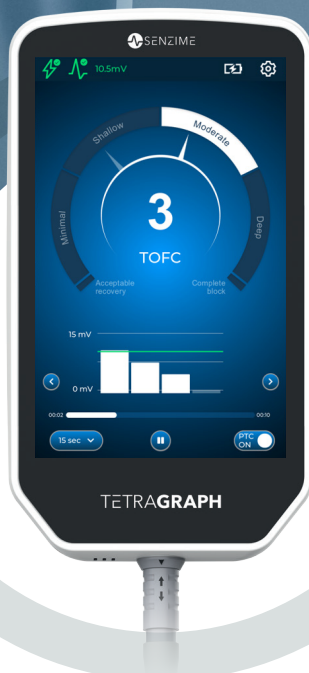 SENZIME
10.5mV
Shallow
Moderate
Minimal
Deep
3
TOFC
Acceptable
recovery
Complete
block
15 mV
0 mV
00:02
00:10
15 sec
PTC
ON
TETRAGRAPH